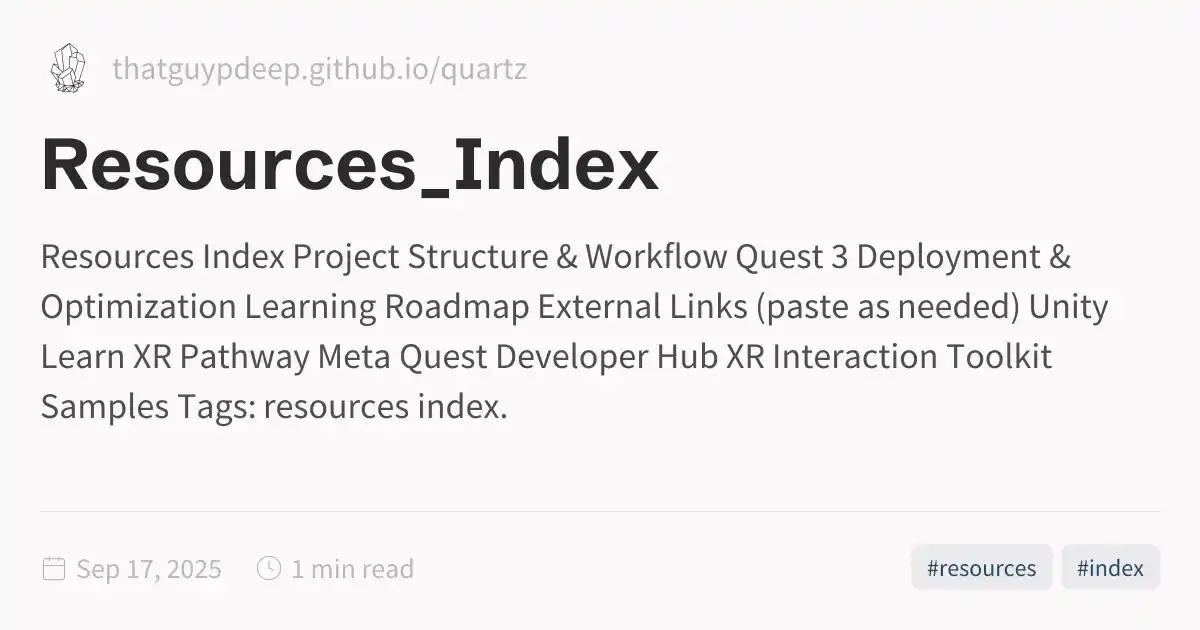 thatguypdeep.github.io/quartz
Resources_Index
Resources Index Project Structure & Workflow Quest 3 Deployment &
Optimization Learning Roadmap External Links (paste as needed) Unity
Learn XR Pathway Meta Quest Developer Hub XR Interaction Toolkit
Samples Tags: resources index.
Sep 17, 2025 1 min read #resources #index